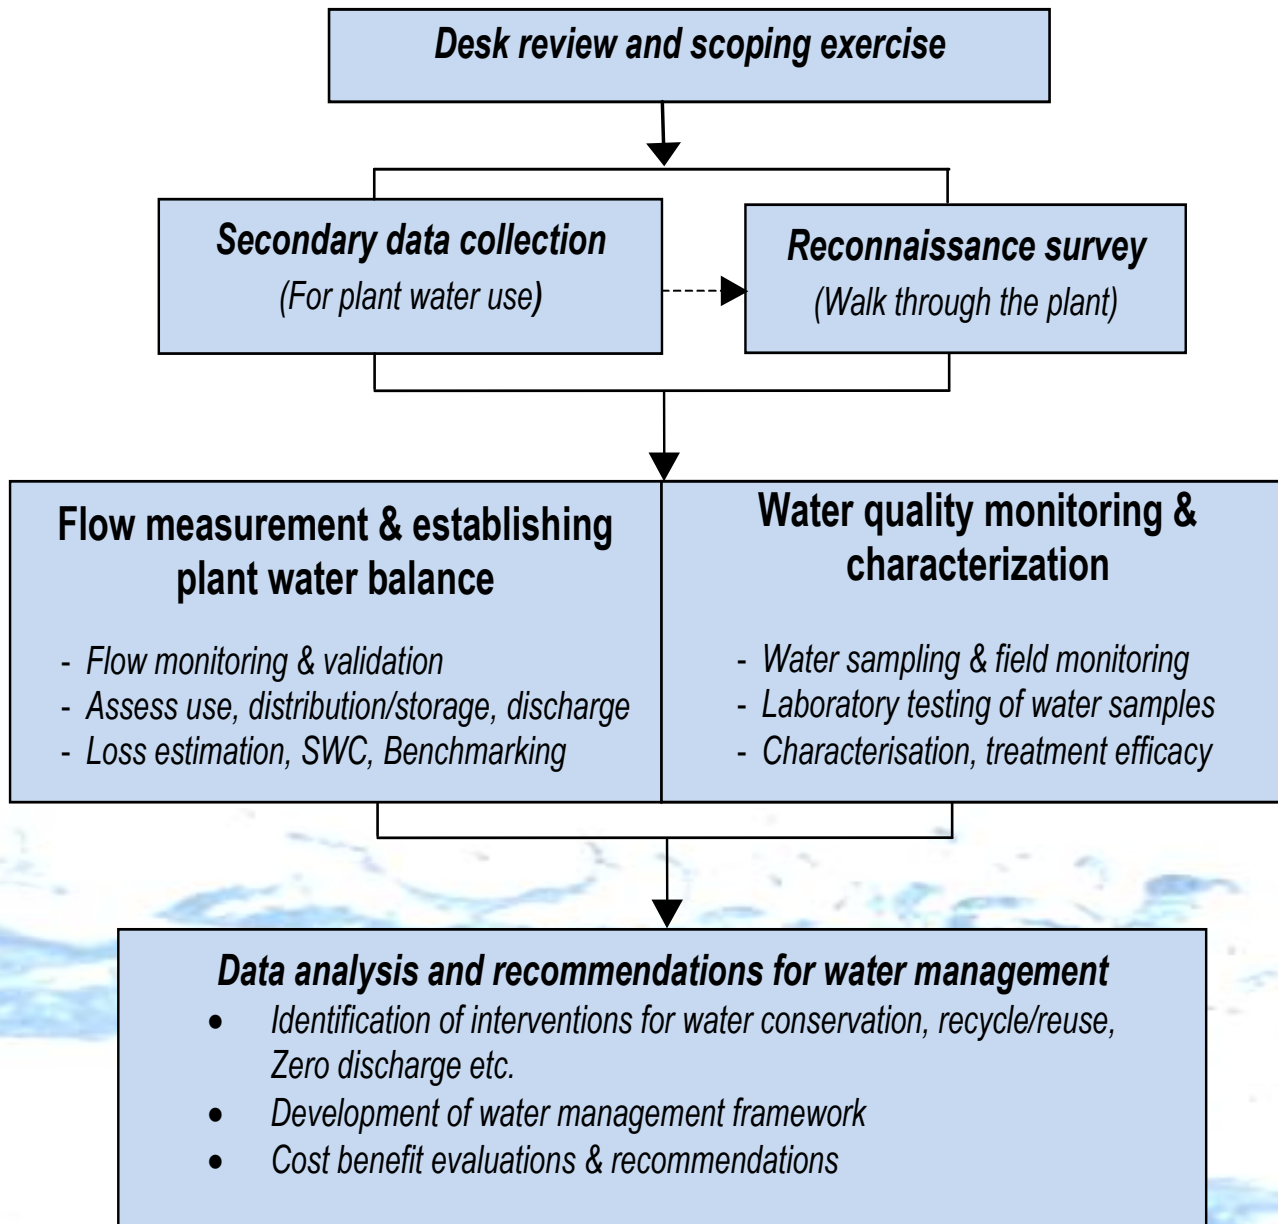 Desk review and scoping exercise
Secondary data collection
(For plant water use)
Reconnaissance survey
(Walk through the plant)
Flow measurement & establishing
plant water balance
- Flow monitoring & validation
- Assess use, distribution/storage, discharge
- Loss estimation, SWC, Benchmarking
Water quality monitoring &
characterization
- Water sampling & field monitoring
- Laboratory testing of water samples
- Characterisation, treatment efficacy
Data analysis and recommendations for water management
• Identification of interventions for water conservation, recycle/reuse,
Zero discharge etc.
• Development of water management framework
• Cost benefit evaluations & recommendations